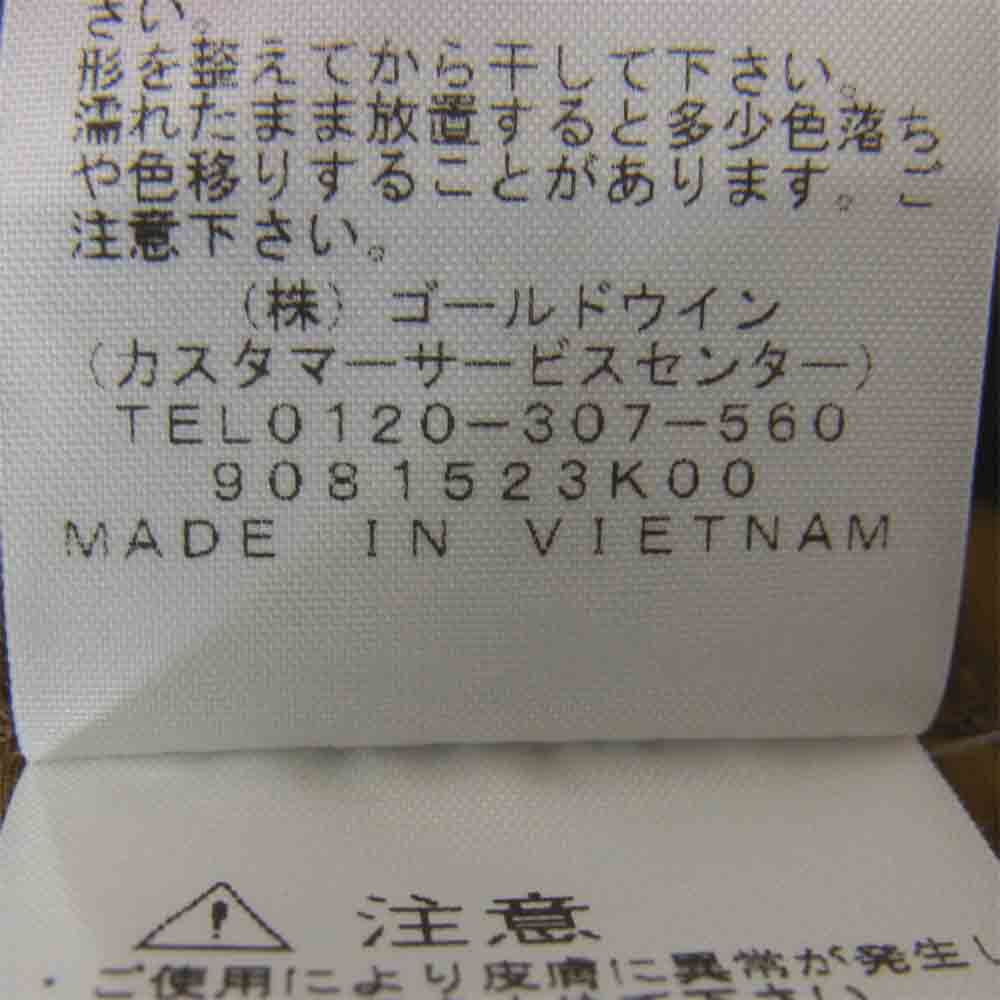 さい。
形を整えてから干して下さい。
濡れたまま放置すると多少色落ち
や色移りすることがあります。ご
注意下さい。
(株) ゴールドウイン
(カスタマーサービスセンター)
TEL0120-307-560
9081523K00
MADE IN VIETNAM
注意
・ご使用により皮膚に異常が発生し